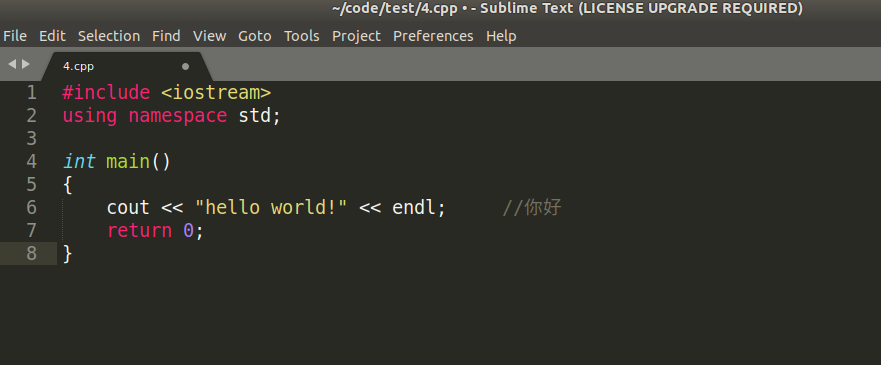 ~/code/test/4.cpp • - Sublime Text (LICENSE UPGRADE REQUIRED)
File Edit Selection Find View Goto Tools Project Preferences Help
4.cpp
1 #include <iostream>
2 using namespace std;
3
4 int main()
5 {
6     cout << "hello world!" << endl;     //你好
7     return 0;
8 }